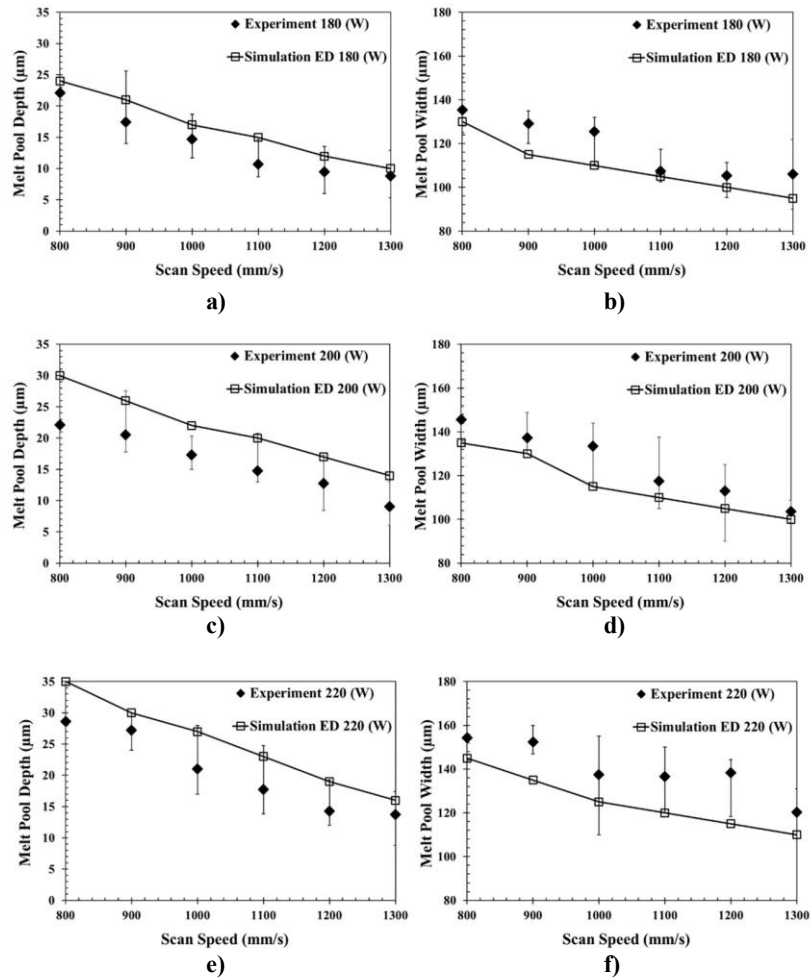 35
30
25
20
15
10
5
0
800 900 1000 1100 1200 1300
Melt Pool Depth (µm)
Scan Speed (mm/s)
Experiment 180 (W)
Simulation ED 180 (W)
a)
180
160
140
120
100
80
800 900 1000 1100 1200 1300
Melt Pool Width (µm)
Scan Speed (mm/s)
Experiment 180 (W)
Simulation ED 180 (W)
b)
35
30
25
20
15
10
5
0
800 900 1000 1100 1200 1300
Melt Pool Depth (µm)
Scan Speed (mm/s)
Experiment 200 (W)
Simulation ED 200 (W)
c)
180
160
140
120
100
80
800 900 1000 1100 1200 1300
Melt Pool Width (µm)
Scan Speed (mm/s)
Experiment 200 (W)
Simulation ED 200 (W)
d)
35
30
25
20
15
10
5
0
800 900 1000 1100 1200 1300
Melt Pool Depth (µm)
Scan Speed (mm/s)
Experiment 220 (W)
Simulation ED 220 (W)
e)
180
160
140
120
100
80
800 900 1000 1100 1200 1300
Melt Pool Width (µm)
Scan Speed (mm/s)
Experiment 220 (W)
Simulation ED 220 (W)
f)